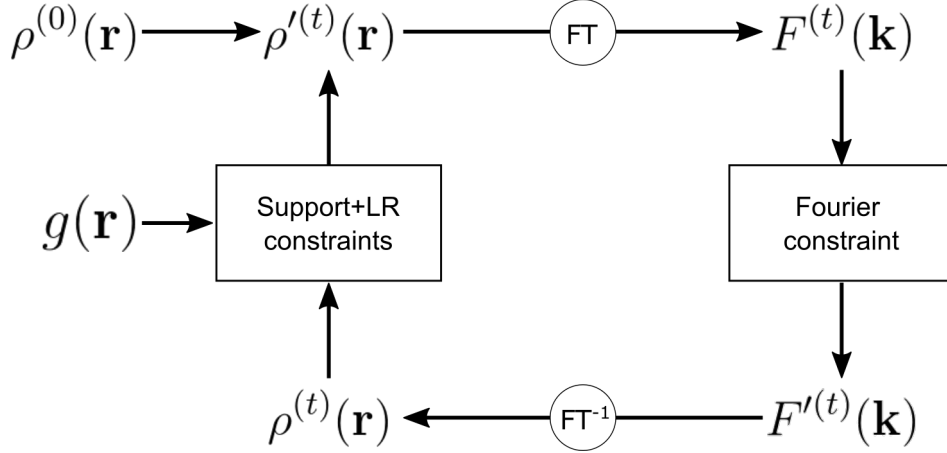 ρ⁽⁰⁾(𝐫) ρ′⁽ᵗ⁾(𝐫) FT F⁽ᵗ⁾(𝐤)
g(𝐫)
Support+LR
constraints
Fourier
constraint
ρ⁽ᵗ⁾(𝐫) FT⁻¹ F′⁽ᵗ⁾(𝐤)